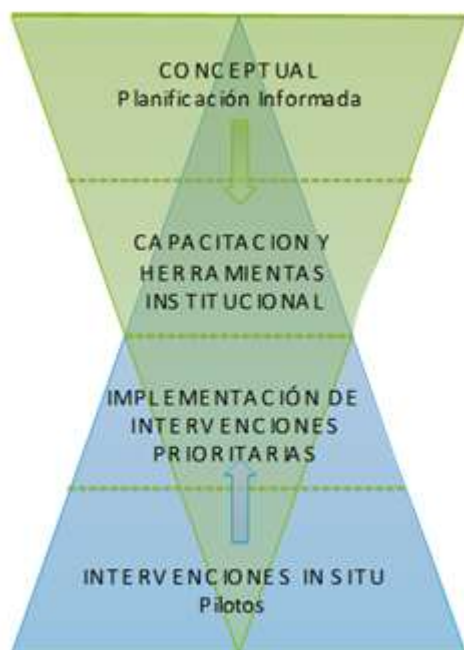 CONCEPTUAL
Planificación Informada
CAPACITACION Y
HERRAMIENTAS
INSTITUCIONAL
IMPLEMENTACIÓN DE
INTERVENCIONES
PRIORITARIAS
INTERVENCIONES IN SITU
Pilotos